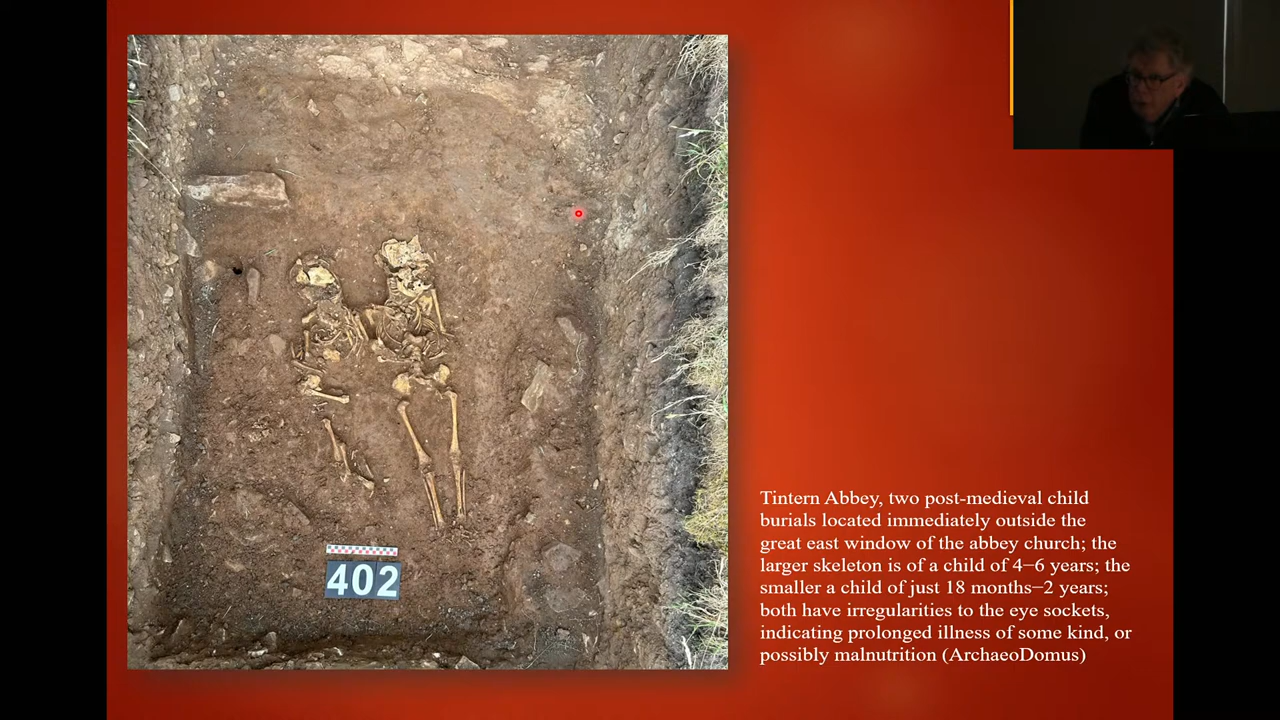 402
Tintern Abbey, two post-medieval child
burials located immediately outside the
great east window of the abbey church; the
larger skeleton is of a child of 4–6 years; the
smaller a child of just 18 months–2 years;
both have irregularities to the eye sockets,
indicating prolonged illness of some kind, or
possibly malnutrition (ArchaeoDomus)